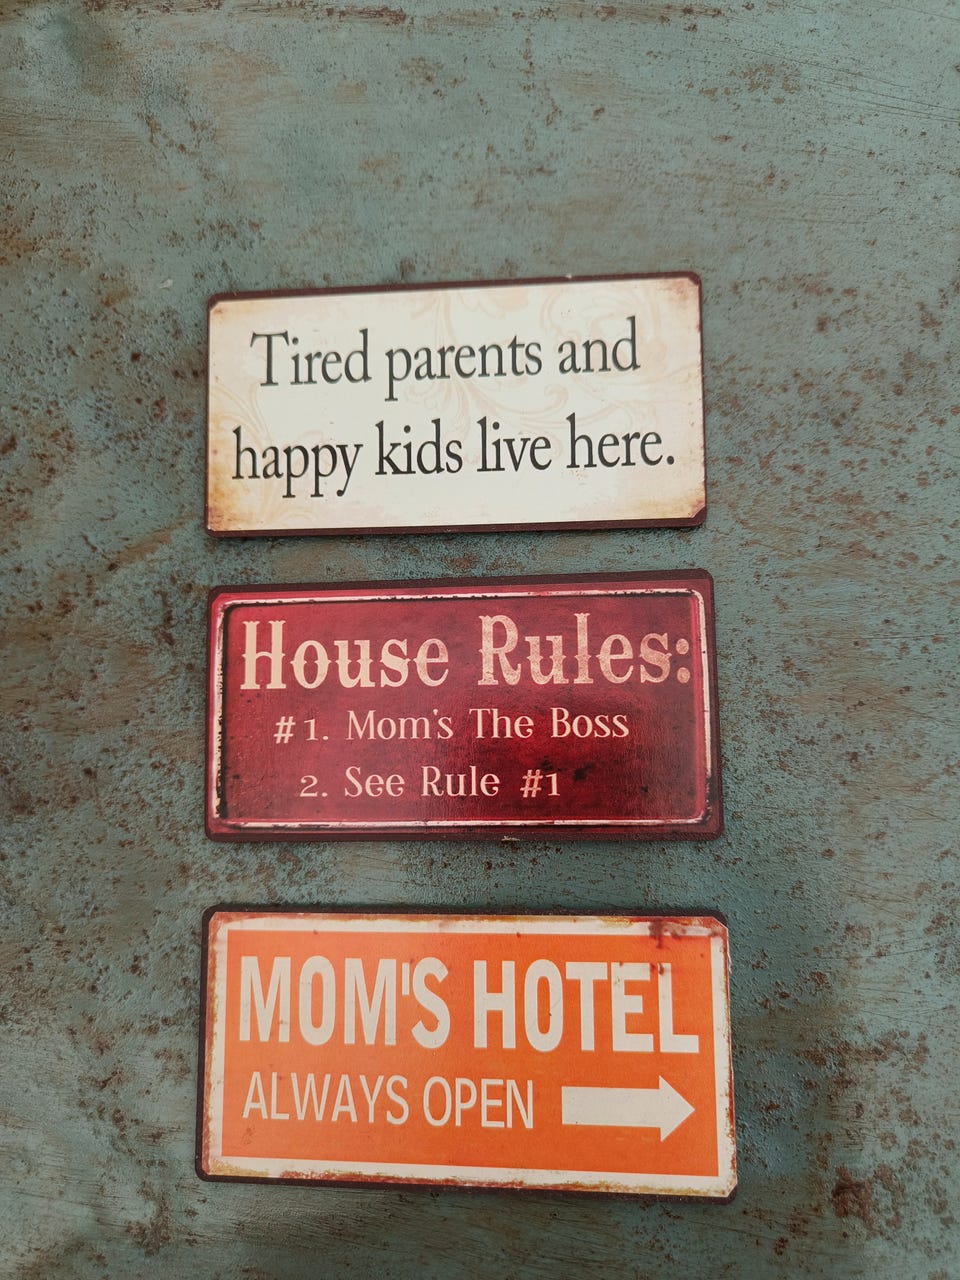 Tired parents and
happy kids live here.
House Rules:
#1. Mom's The Boss
2. See Rule #1
MOM'S HOTEL
ALWAYS OPEN